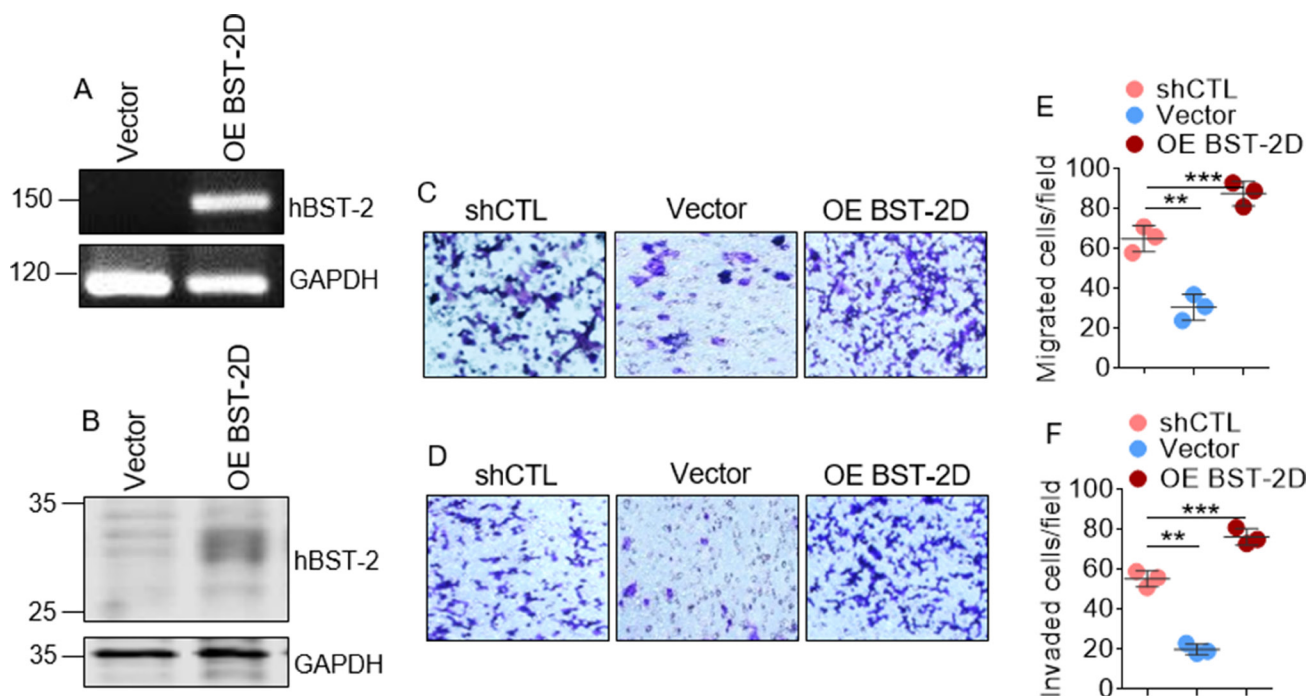 A
Vector
OE BST-2D
150
hBST-2
120
GAPDH
B
Vector
OE BST-2D
35
hBST-2
25
35
GAPDH
C
shCTL
Vector
OE BST-2D
D
shCTL
Vector
OE BST-2D
E
shCTL
Vector
OE BST-2D
Migrated cells/field
100
80
60
40
20
0
***
**
F
shCTL
Vector
OE BST-2D
Invaded cells/field
100
80
60
40
20
0
***
**